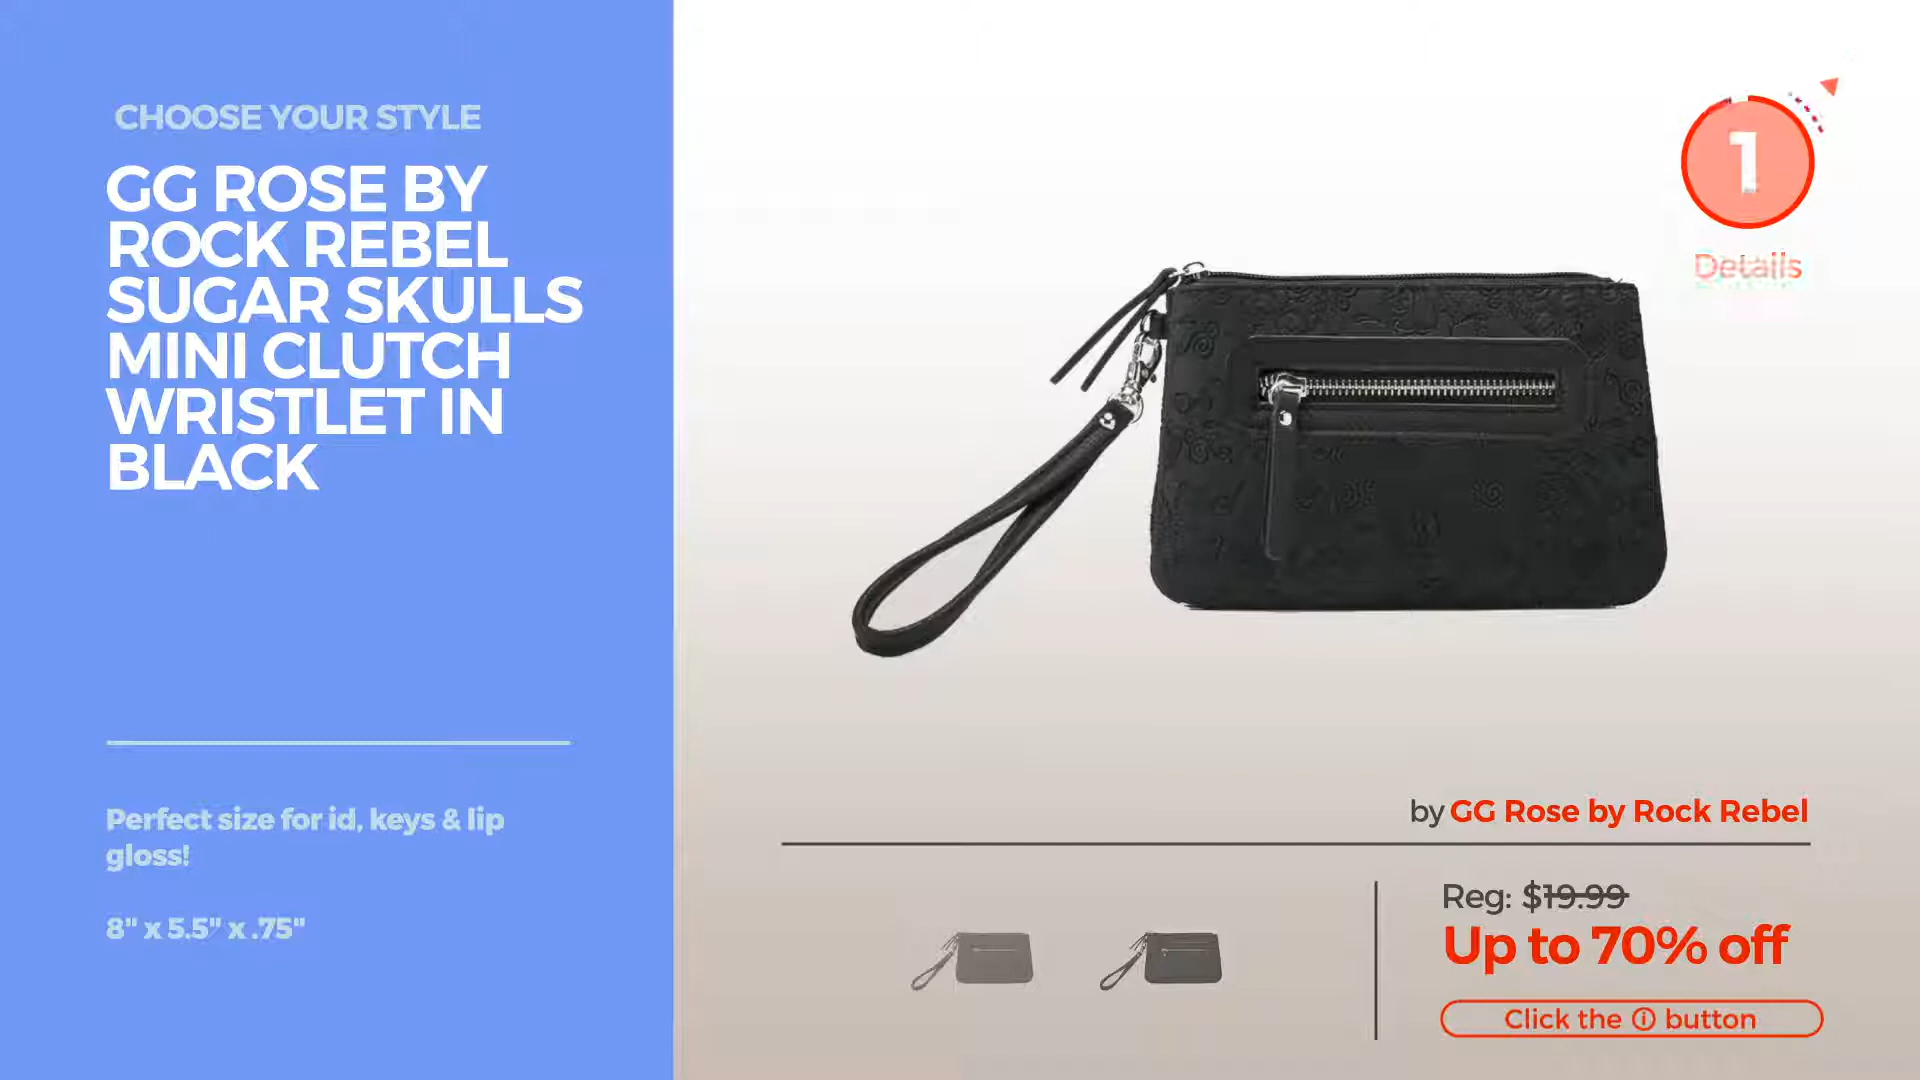 CHOOSE YOUR STYLE
GG ROSE BY
ROCK REBEL
SUGAR SKULLS
MINI CLUTCH
WRISTLET IN
BLACK
Perfect size for id, keys & lip
gloss!
8" x 5.5" x .75"
1
Details
by GG Rose by Rock Rebel
Reg: $19.99
Up to 70% off
Click the ⓘ button